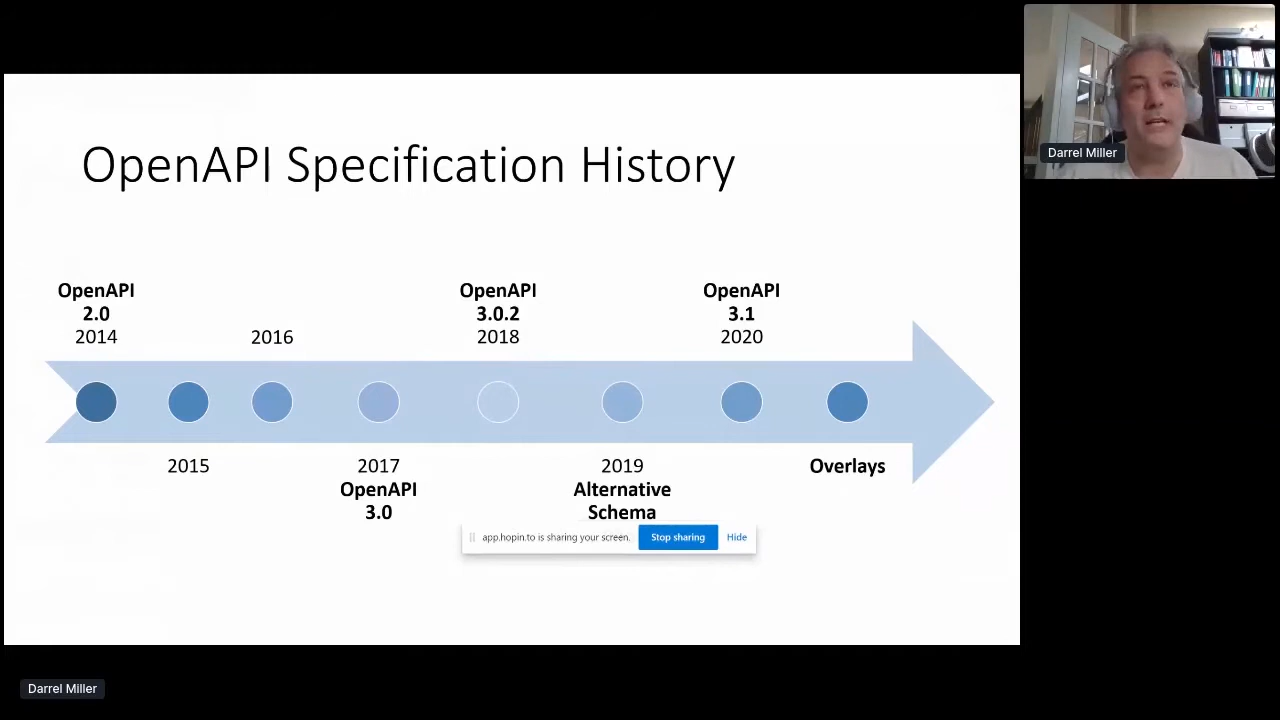 OpenAPI Specification History
OpenAPI
2.0
2014
2015
2016
2017
OpenAPI
3.0
OpenAPI
3.0.2
2018
2019
Alternative
Schema
OpenAPI
3.1
2020
Overlays
app.hopin.to is sharing your screen.
Stop sharing
Hide
Darrel Miller
Darrel Miller